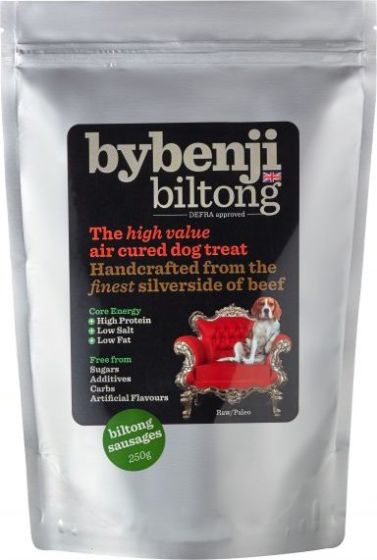 bybenji
biltong
DEFRA approved
The high value
air cured dog treat
Handcrafted from the
finest silverside of beef
Core Energy
+ High Protein
+ Low Salt
+ Low Fat
Free from
Sugars
Additives
Carbs
Artificial Flavours
Raw/Paleo
biltong
sausages
250g